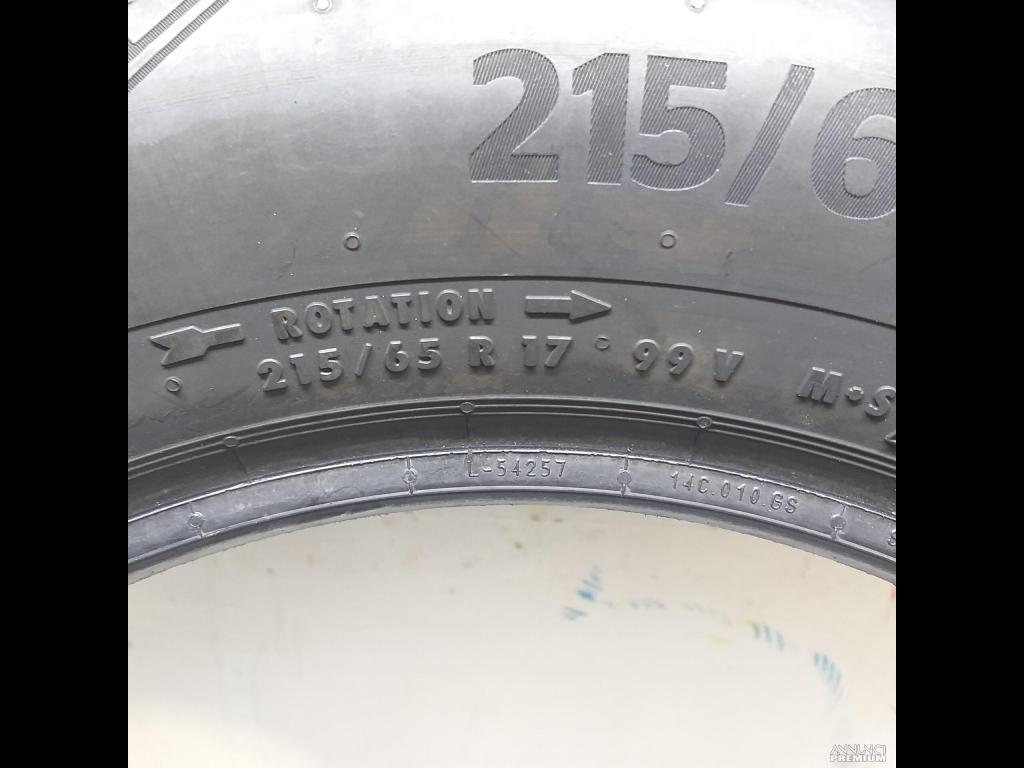 215/6
ROTATION
215/65 R 17 99 V M+S
L-54257 14C.010.GS
ANNUNCI
PREMIUM